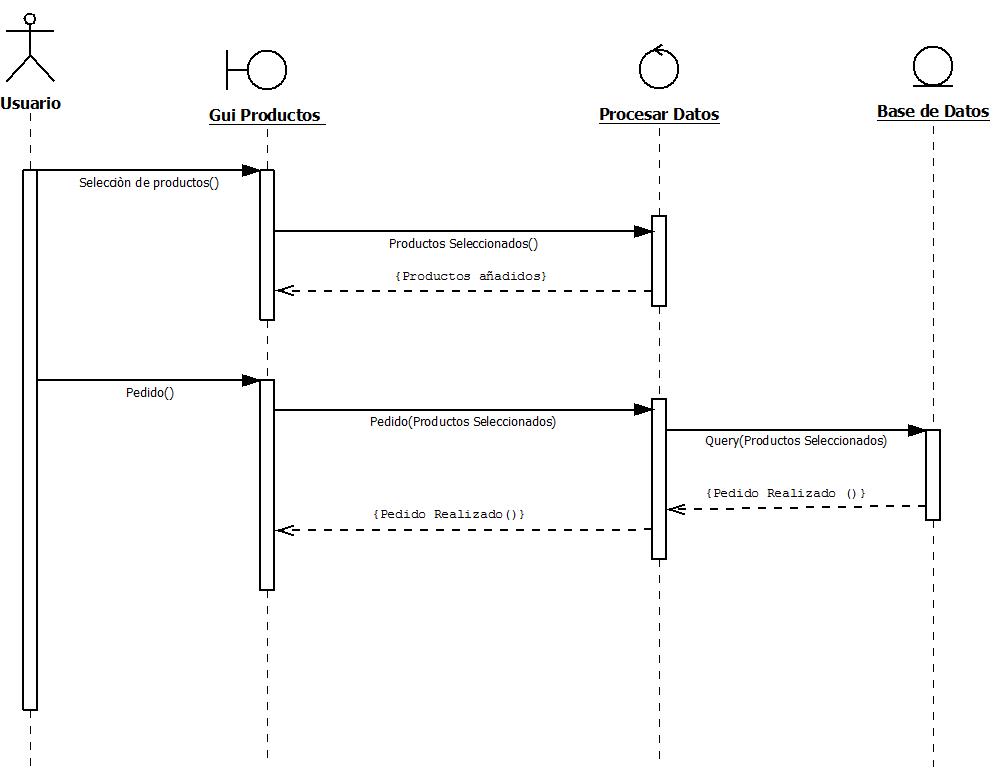 Usuario
Gui Productos
Procesar Datos
Base de Datos
Selecciòn de productos()
Productos Seleccionados()
{Productos añadidos}
Pedido()
Pedido(Productos Seleccionados)
Query(Productos Seleccionados)
{Pedido Realizado ()}
{Pedido Realizado()}